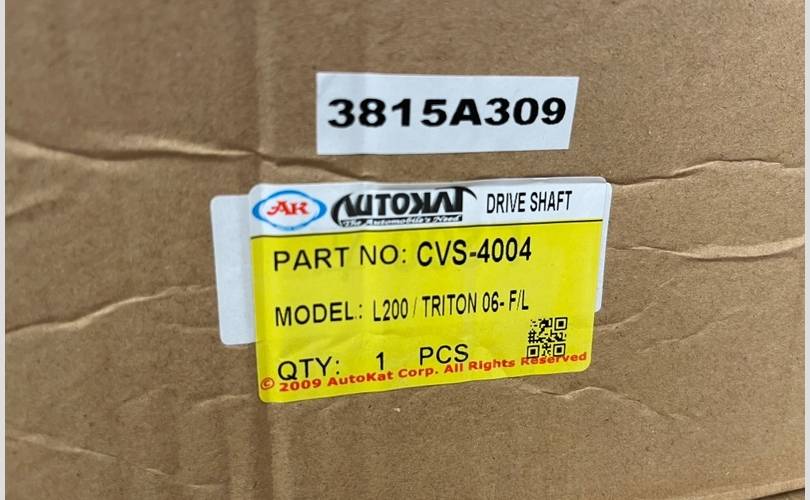 3815A309
AK AUTOKAT DRIVE SHAFT
The Automobile's Need
PART NO: CVS-4004
MODEL: L200 / TRITON 06- F/L
QTY: 1 PCS
© 2009 AutoKat Corp. All Rights Reserved